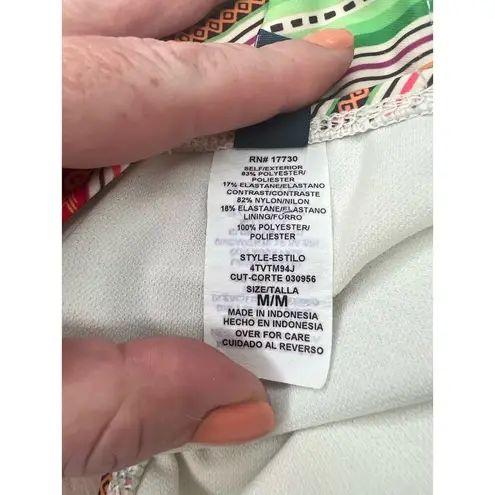 RN# 17730
SELF/EXTERIOR
83% POLYESTER/
POLIESTER
17% ELASTANE/ELASTANO
CONTRAST/CONTRASTE
82% NYLON/NILON
18% ELASTANE/ELASTANO
LINING/FORRO
100% POLYESTER/
POLIESTER
STYLE-ESTILO
4TVTM94J
CUT-CORTE 030956
SIZE/TALLA
M/M
MADE IN INDONESIA
HECHO EN INDONESIA
OVER FOR CARE
CUIDADO AL REVERSO